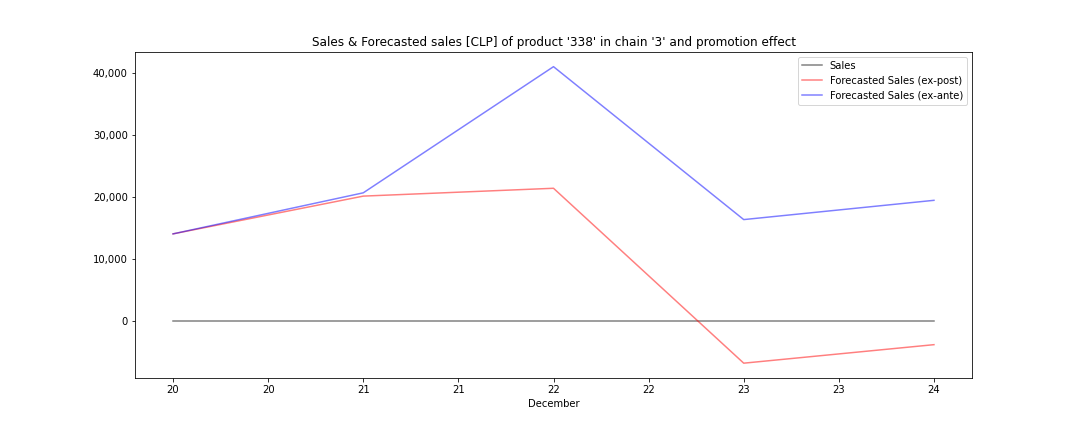 Sales & Forecasted sales [CLP] of product '338' in chain '3' and promotion effect
Sales
Forecasted Sales (ex-post)
Forecasted Sales (ex-ante)
40,000
30,000
20,000
10,000
0
20 20 21 21 22 22 23 23 24
December